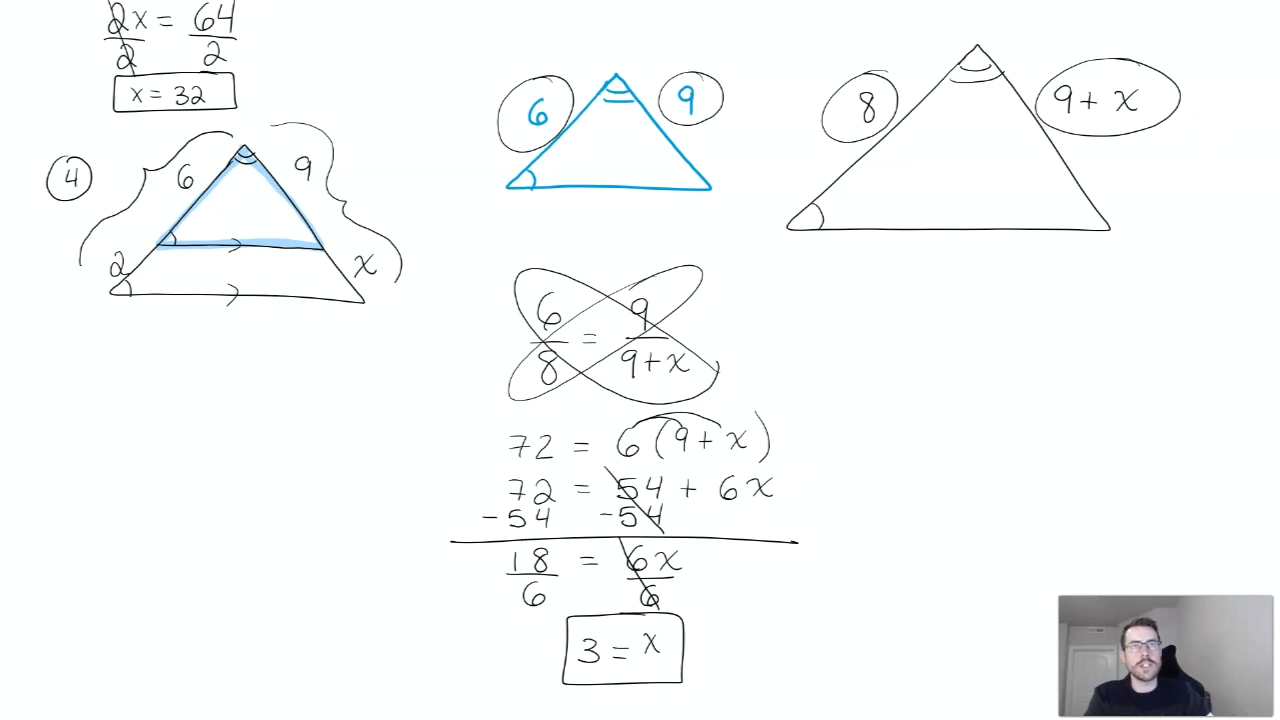 2x = 64
2 2
x = 32
4
6 9
2 x
6 9
8 9 + x
6 = 9
8 9 + x
72 = 6 (9 + x)
72 = 54 + 6x
-54 -54
18 = 6x
6 6
3 = x